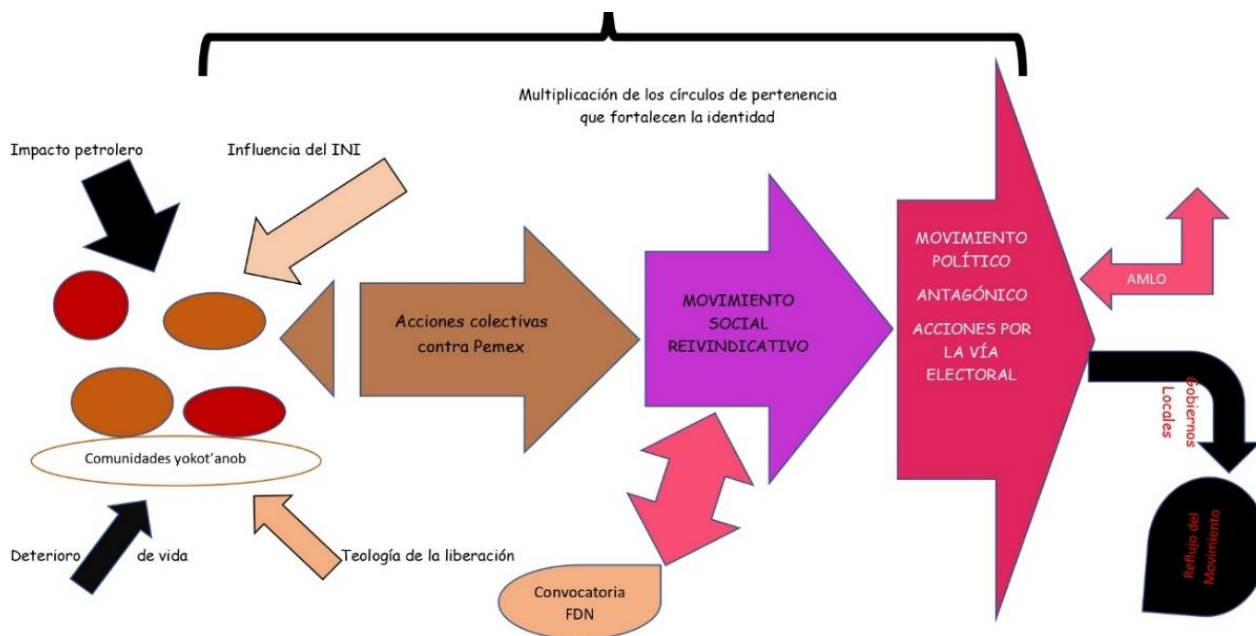 Multiplicación de los círculos de pertenencia
que fortalecen la identidad
Impacto petrolero
Influencia del INI
Acciones colectivas
contra Pemex
MOVIMIENTO
SOCIAL
REIVINDICATIVO
MOVIMIENTO
POLÍTICO
ANTAGÓNICO
ACCIONES POR
LA VÍA
ELECTORAL
AMLO
Gobiernos
Locales
Reflujo del
Movimiento
Comunidades yokot’anob
Deterioro de vida
Teología de la liberación
Convocatoria
FDN